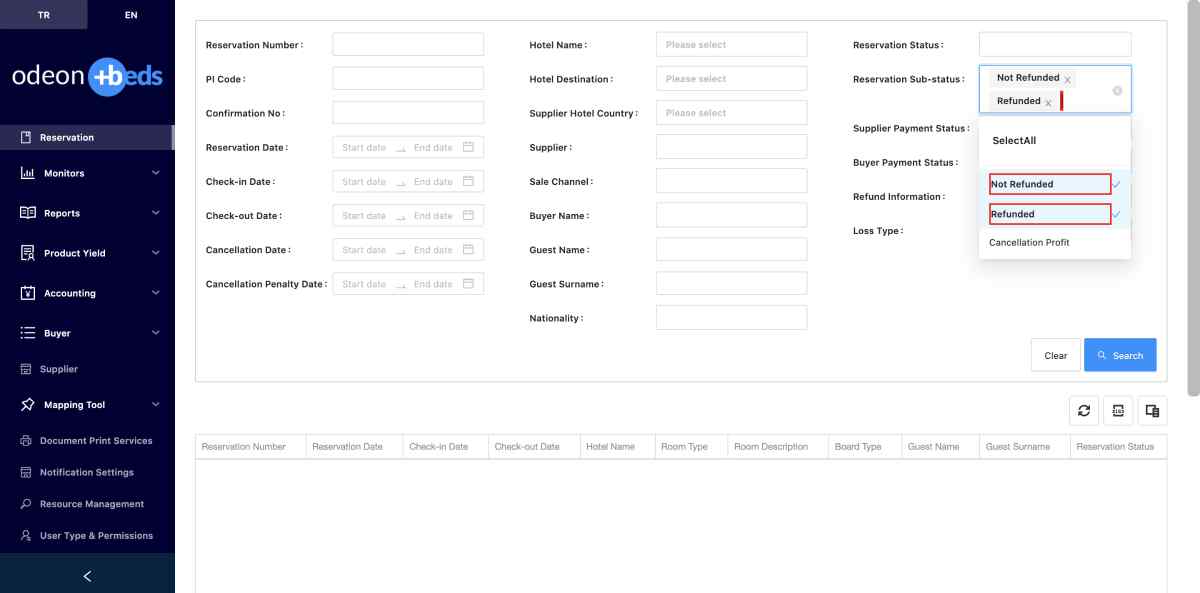 TR
EN
odeon +beds
Reservation
Monitors
Reports
Product Yield
Accounting
Buyer
Supplier
Mapping Tool
Document Print Services
Notification Settings
Resource Management
User Type & Permissions
Reservation Number :
PI Code :
Confirmation No :
Reservation Date : Start date End date
Check-in Date : Start date End date
Check-out Date : Start date End date
Cancellation Date : Start date End date
Cancellation Penalty Date : Start date End date
Hotel Name : Please select
Hotel Destination : Please select
Supplier Hotel Country : Please select
Supplier :
Sale Channel :
Buyer Name :
Guest Name :
Guest Surname :
Nationality :
Reservation Status :
Reservation Sub-status : Not Refunded
Refunded
Supplier Payment Status :
Buyer Payment Status :
Refund Information :
Loss Type :
SelectAll
Not Refunded
Refunded
Cancellation Profit
Clear
Search
Reservation Number Reservation Date Check-in Date Check-out Date Hotel Name Room Type Room Description Board Type Guest Name Guest Surname Reservation Status